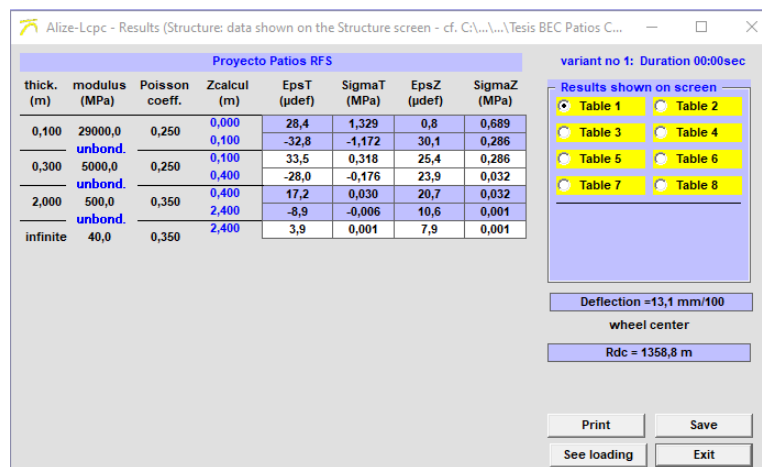 Alize-Lcpc - Results (Structure: data shown on the Structure screen - cf. C:\...\...\Tesis BEC Patios C...
Proyecto Patios RFS
variant no 1: Duration 00:00sec
thick. modulus Poisson Zcalcul EpsT SigmaT EpsZ SigmaZ
(m) (MPa) coeff. (m) (µdef) (MPa) (µdef) (MPa)
0,100 29000,0 0,250 0,000 28,4 1,329 0,8 0,689
0,100 -32,8 -1,172 30,1 0,286
unbond.
0,300 5000,0 0,250 0,100 33,5 0,318 25,4 0,286
0,400 -28,0 -0,176 23,9 0,032
unbond.
2,000 500,0 0,350 0,400 17,2 0,030 20,7 0,032
2,400 -8,9 -0,006 10,6 0,001
unbond.
infinite 40,0 0,350 2,400 3,9 0,001 7,9 0,001
Results shown on screen
Table 1 Table 2
Table 3 Table 4
Table 5 Table 6
Table 7 Table 8
Deflection =13,1 mm/100
wheel center
Rdc = 1358,8 m
Print Save
See loading Exit